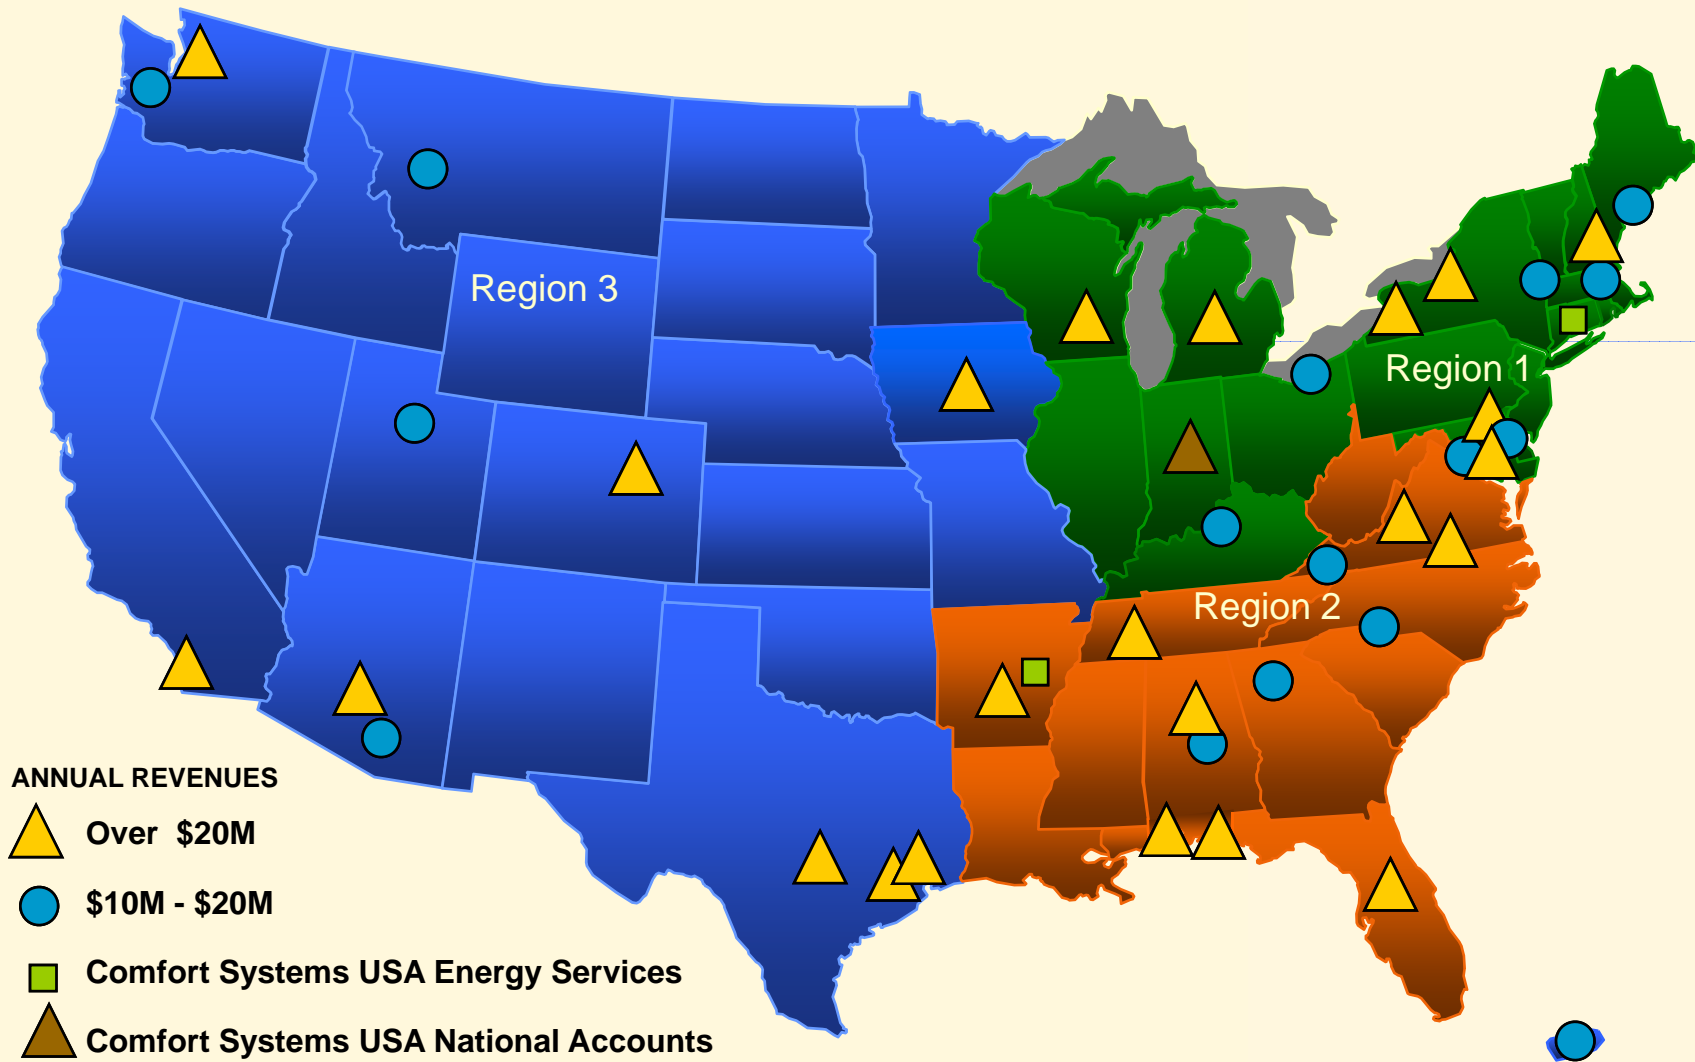 Region 3
Region 1
Region 2
ANNUAL REVENUES
Over $20M
$10M - $20M
Comfort Systems USA Energy Services
Comfort Systems USA National Accounts